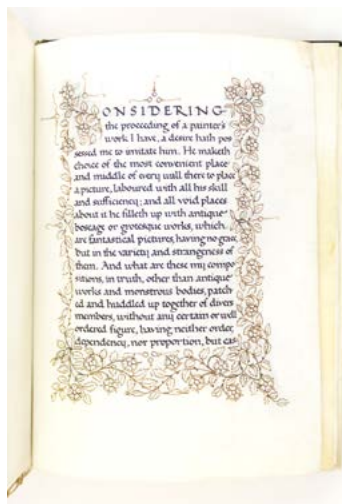 ONSIDERING
the proceeding of a painter's
work I have, a desire hath pos
sessed me to imitate him. He maketh
choice of the most convenient place
and middle of every wall there to place
a picture, laboured with all his skill
and sufficiency; and all void places
about it he filleth up with antique
boscage or grotesque works, which
are fantastical pictures, having no grace,
but in the variety and strangeness of
them. And what are these my compo
sitions, in truth, other than antique
works and monstrous bodies, patch
ed and huddled up together of divers
members, without any certain or well
ordered figure, having neither order,
dependency, nor proportion, but cas